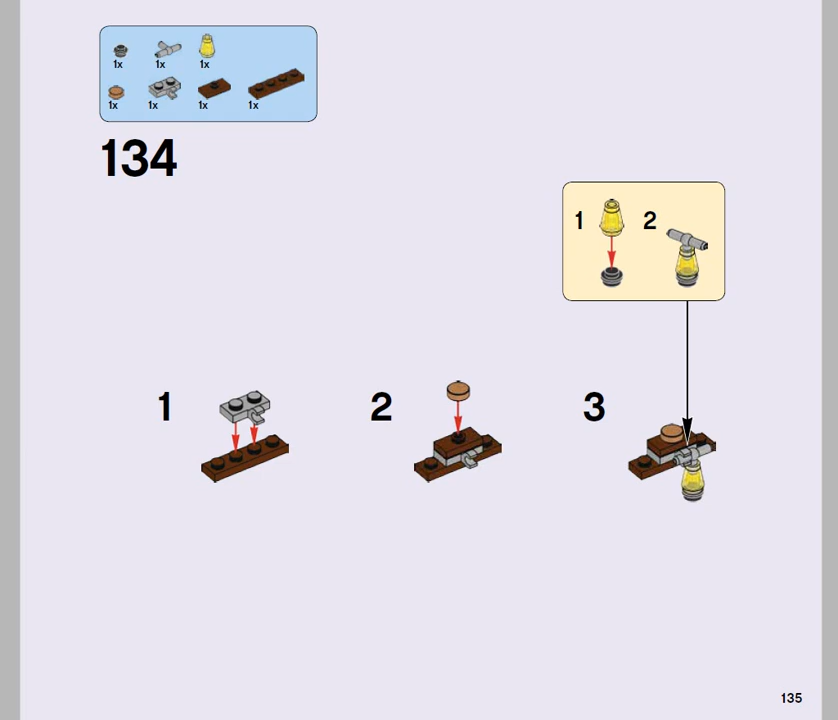 1x 1x 1x
1x 1x 1x 1x
134
1 2
1 2 3
135